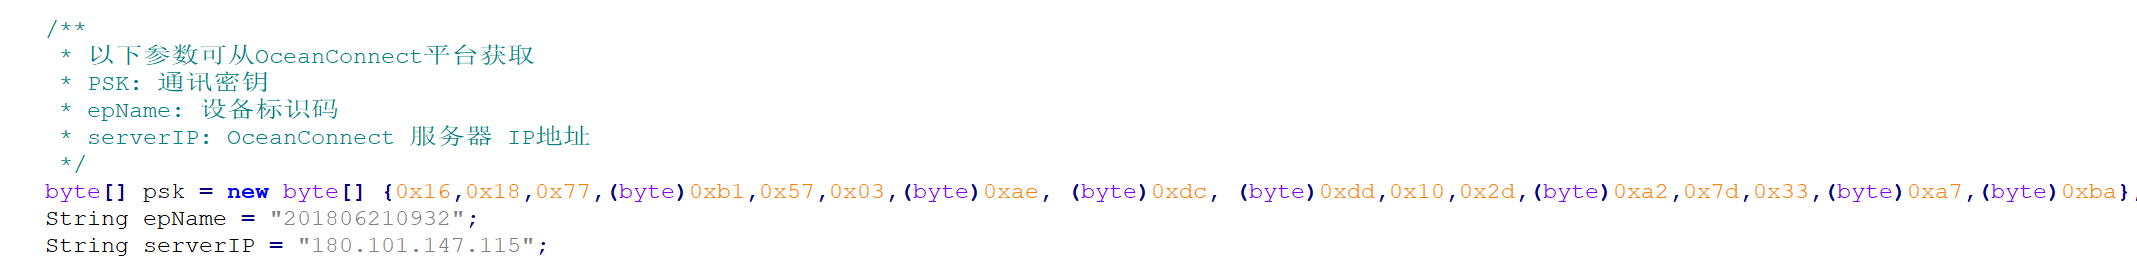 /**
 * 以下参数可从OceanConnect平台获取
 * PSK: 通讯密钥
 * epName: 设备标识码
 * serverIP: OceanConnect 服务器 IP地址
 */
byte[] psk = new byte[] {0x16,0x18,0x77,(byte)0xb1,0x57,0x03,(byte)0xae, (byte)0xdc, (byte)0xdd,0x10,0x2d,(byte)0xa2,0x7d,0x33,(byte)0xa7,(byte)0xba};
String epName = "201806210932";
String serverIP = "180.101.147.115";